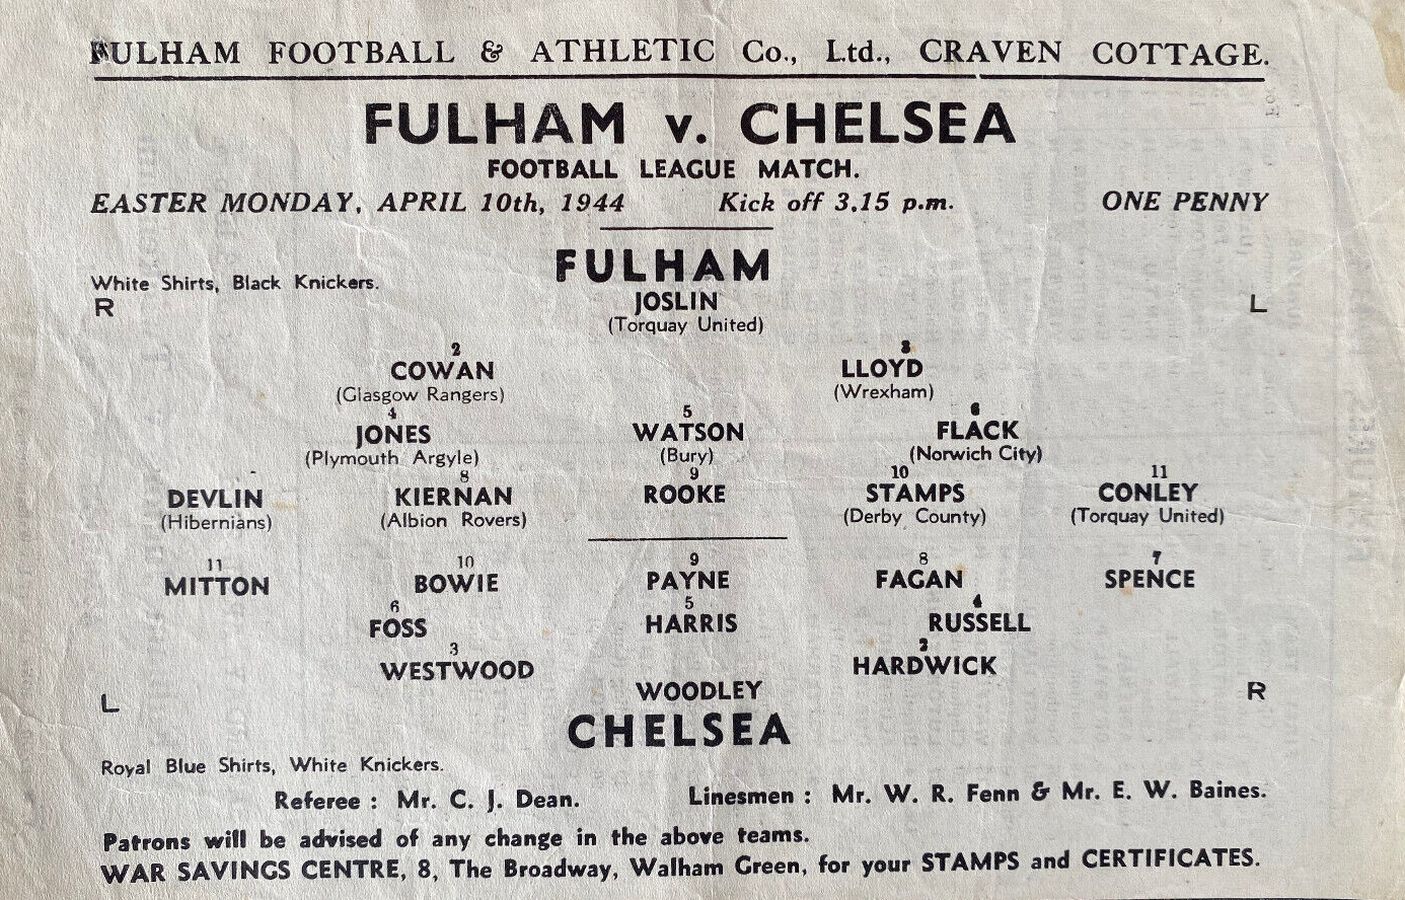 FULHAM FOOTBALL & ATHLETIC Co., Ltd., CRAVEN COTTAGE.
FULHAM v. CHELSEA
FOOTBALL LEAGUE MATCH.
EASTER MONDAY, APRIL 10th, 1944 Kick off 3.15 p.m. ONE PENNY
FULHAM
White Shirts, Black Knickers.
R JOSLIN L
(Torquay United)
2 3
COWAN LLOYD
(Glasgow Rangers) (Wrexham)
4 5 6
JONES WATSON FLACK
(Plymouth Argyle) (Bury) (Norwich City)
8 9 10 11
DEVLIN KIERNAN ROOKE STAMPS CONLEY
(Hibernians) (Albion Rovers) (Derby County) (Torquay United)
11 10 9 8 7
MITTON BOWIE PAYNE FAGAN SPENCE
6 5 4
FOSS HARRIS RUSSELL
3 2
WESTWOOD HARDWICK
L WOODLEY R
CHELSEA
Royal Blue Shirts, White Knickers.
Referee : Mr. C. J. Dean. Linesmen : Mr. W. R. Fenn & Mr. E. W. Baines.
Patrons will be advised of any change in the above teams.
WAR SAVINGS CENTRE, 8, The Broadway, Walham Green, for your STAMPS and CERTIFICATES.